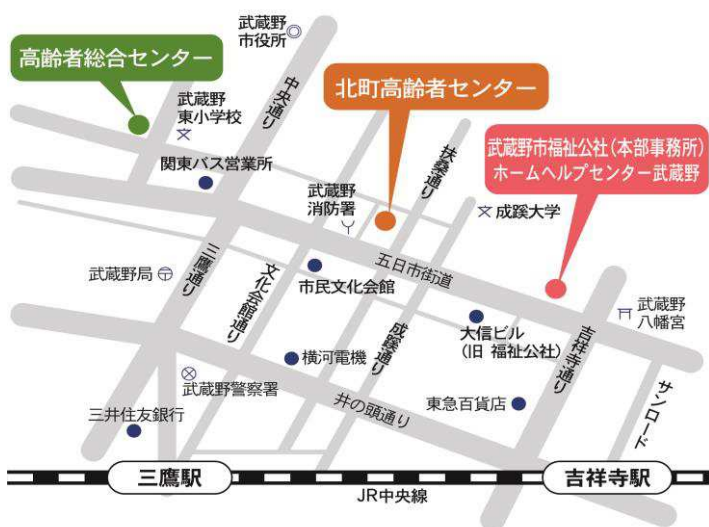 武蔵野
市役所
高齢者総合センター
中央通り
北町高齢者センター
武蔵野
東小学校
扶桑通り
武蔵野市福祉公社(本部事務所)
ホームヘルプセンター武蔵野
関東バス営業所
武蔵野
消防署
成蹊大学
三鷹通り
武蔵野局
文化会館通り
市民文化会館
五日市街道
成蹊通り
大信ビル
(旧 福祉公社)
吉祥寺通り
武蔵野
八幡宮
横河電機
武蔵野警察署
井の頭通り
東急百貨店
サンロード
三井住友銀行
三鷹駅
吉祥寺駅
JR中央線